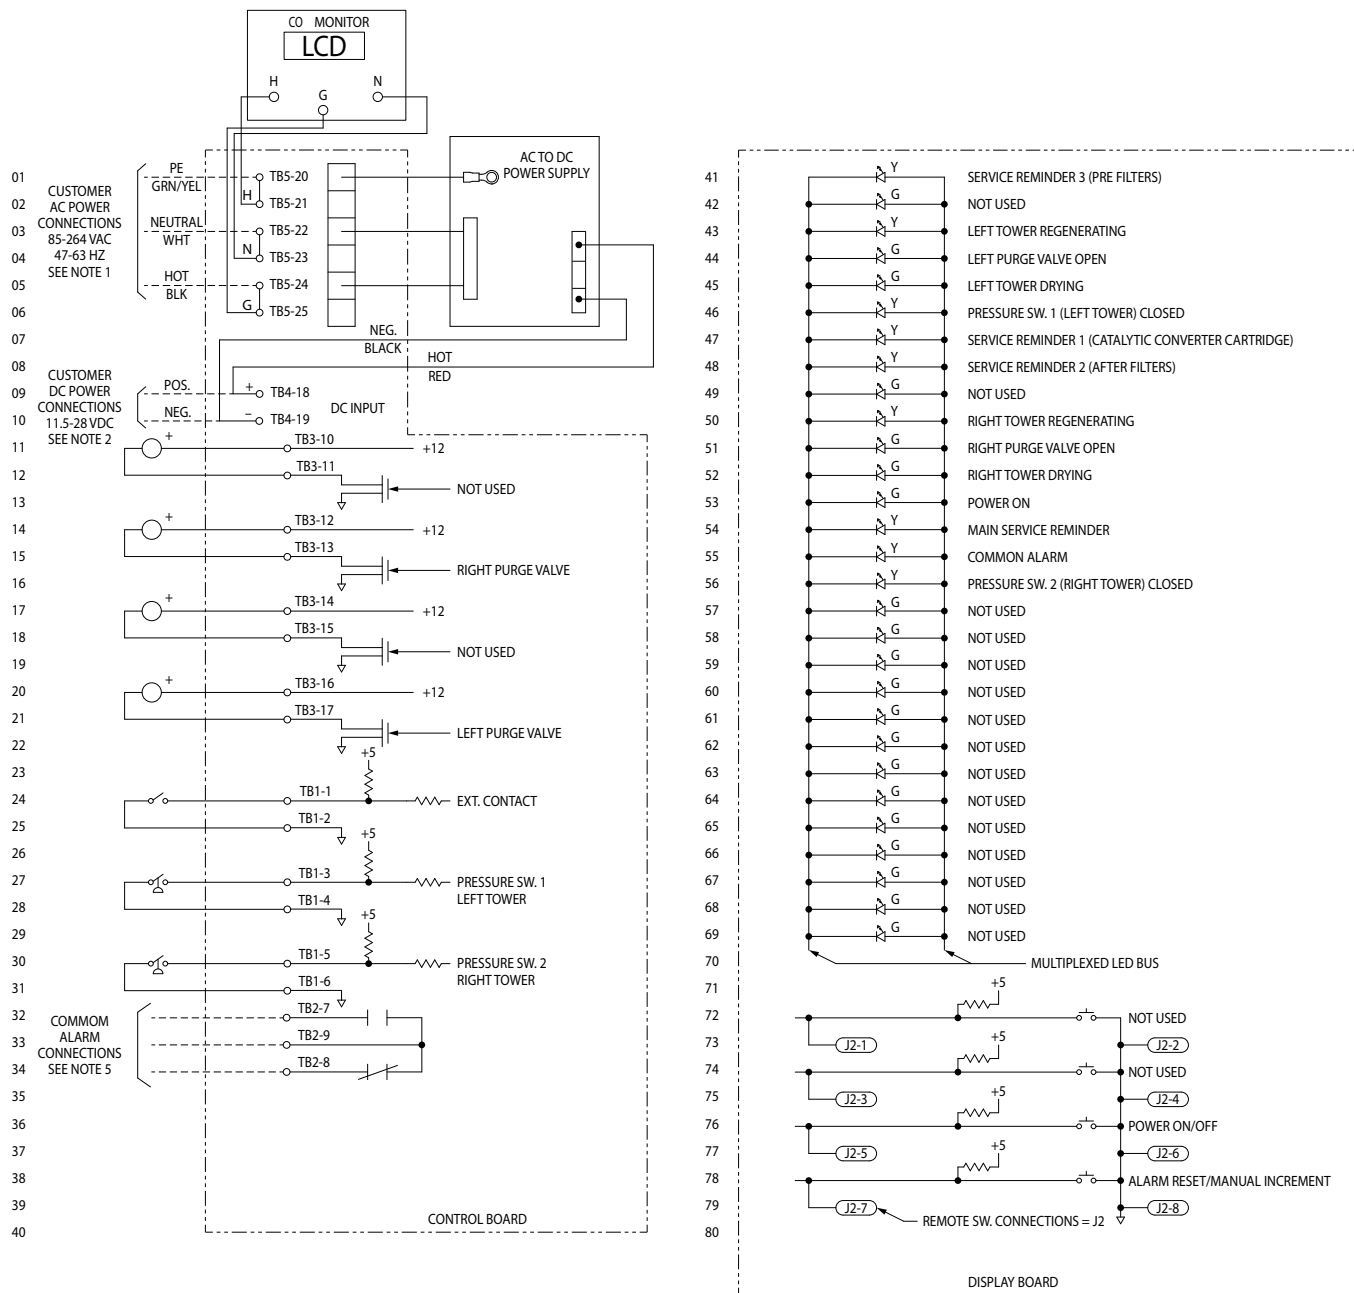 CO MONITOR
LCD
H
G
N
AC TO DC
POWER SUPPLY
01
02
03
04
05
06
07
08
09
10
11
12
13
14
15
16
17
18
19
20
21
22
23
24
25
26
27
28
29
30
31
32
33
34
35
36
37
38
39
40
CUSTOMER
AC POWER
CONNECTIONS
85-264 VAC
47-63 HZ
SEE NOTE 1
PE
GRN/YEL
NEUTRAL
WHT
HOT
BLK
H
N
G
TB5-20
TB5-21
TB5-22
TB5-23
TB5-24
TB5-25
NEG.
BLACK
HOT
RED
CUSTOMER
DC POWER
CONNECTIONS
11.5-28 VDC
SEE NOTE 2
POS.
NEG.
+
–
TB4-18
TB4-19
DC INPUT
+
TB3-10
+12
TB3-11
NOT USED
+
TB3-12
+12
TB3-13
RIGHT PURGE VALVE
+
TB3-14
+12
TB3-15
NOT USED
+
TB3-16
+12
TB3-17
LEFT PURGE VALVE
+5
TB1-1
EXT. CONTACT
TB1-2
+5
TB1-3
PRESSURE SW. 1
LEFT TOWER
TB1-4
+5
TB1-5
PRESSURE SW. 2
RIGHT TOWER
TB1-6
COMMOM
ALARM
CONNECTIONS
SEE NOTE 5
TB2-7
TB2-9
TB2-8
CONTROL BOARD
41 Y SERVICE REMINDER 3 (PRE FILTERS)
42 G NOT USED
43 Y LEFT TOWER REGENERATING
44 G LEFT PURGE VALVE OPEN
45 G LEFT TOWER DRYING
46 Y PRESSURE SW. 1 (LEFT TOWER) CLOSED
47 Y SERVICE REMINDER 1 (CATALYTIC CONVERTER CARTRIDGE)
48 Y SERVICE REMINDER 2 (AFTER FILTERS)
49 G NOT USED
50 Y RIGHT TOWER REGENERATING
51 G RIGHT PURGE VALVE OPEN
52 G RIGHT TOWER DRYING
53 G POWER ON
54 Y MAIN SERVICE REMINDER
55 Y COMMON ALARM
56 Y PRESSURE SW. 2 (RIGHT TOWER) CLOSED
57 G NOT USED
58 G NOT USED
59 G NOT USED
60 G NOT USED
61 G NOT USED
62 G NOT USED
63 G NOT USED
64 G NOT USED
65 G NOT USED
66 G NOT USED
67 G NOT USED
68 G NOT USED
69 G NOT USED
70 MULTIPLEXED LED BUS
71 +5
72 NOT USED
73 J2-1 +5 J2-2
74 NOT USED
75 J2-3 +5 J2-4
76 POWER ON/OFF
77 J2-5 +5 J2-6
78 ALARM RESET/MANUAL INCREMENT
79 J2-7 J2-8
REMOTE SW. CONNECTIONS = J2
80
DISPLAY BOARD